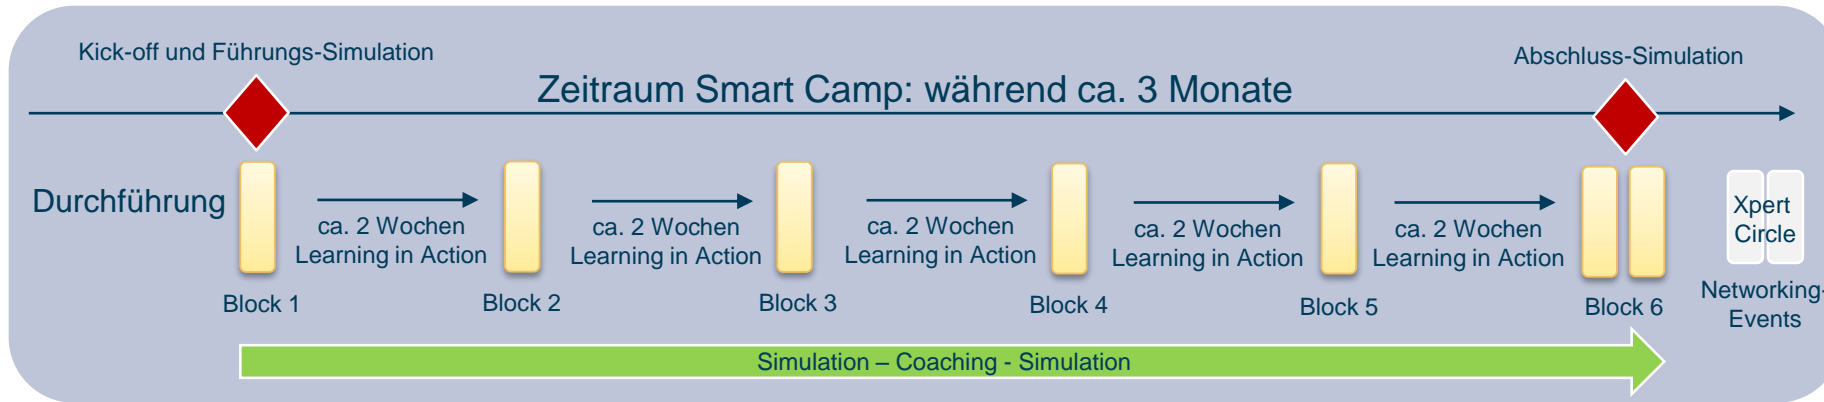 Kick-off und Führungs-Simulation
Abschluss-Simulation
Zeitraum Smart Camp: während ca. 3 Monate
Durchführung
ca. 2 Wochen
Learning in Action
ca. 2 Wochen
Learning in Action
ca. 2 Wochen
Learning in Action
ca. 2 Wochen
Learning in Action
ca. 2 Wochen
Learning in Action
Xpert
Circle
Block 1
Block 2
Block 3
Block 4
Block 5
Block 6
Networking-
Events
Simulation – Coaching - Simulation